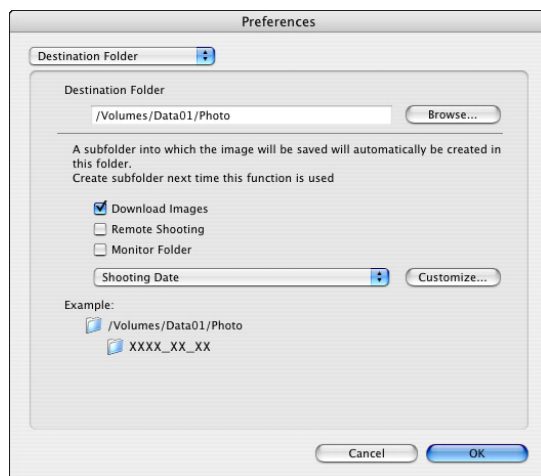 Preferences
Destination Folder
Destination Folder
/Volumes/Data01/Photo
Browse...
A subfolder into which the image will be saved will automatically be created in
this folder.
Create subfolder next time this function is used
Download Images
Remote Shooting
Monitor Folder
Shooting Date
Customize...
Example:
/Volumes/Data01/Photo
XXXX_XX_XX
Cancel
OK